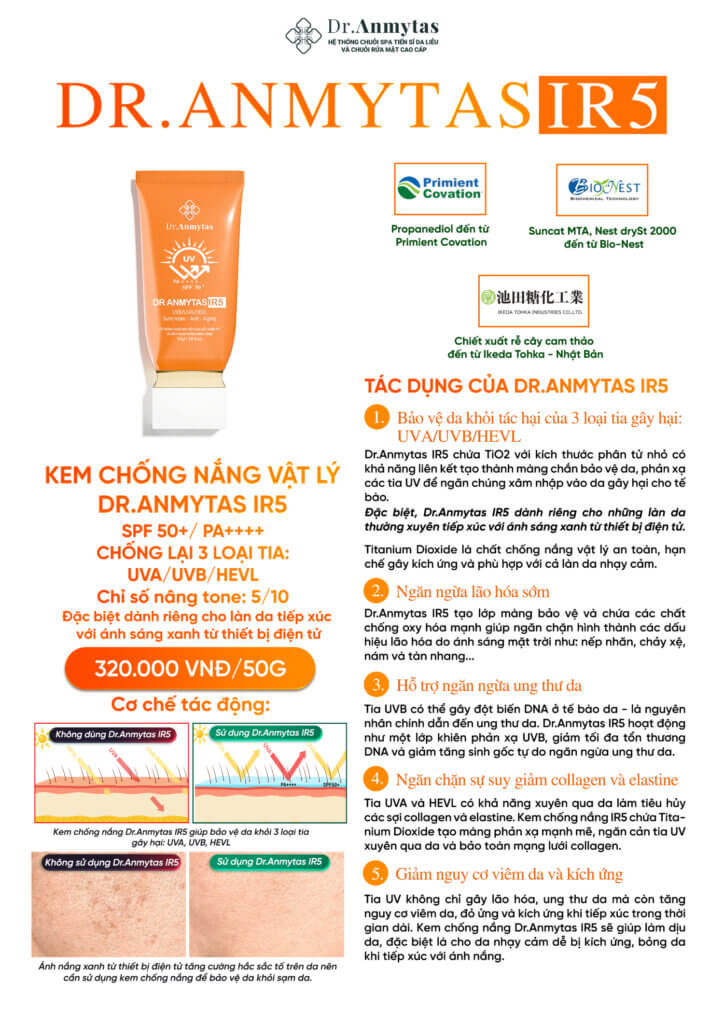 Dr.Anmytas
HỆ THỐNG CHUỖI SPA TIẾN SĨ DA LIỄU
VÀ CHUỖI RỬA MẶT CAO CẤP
DR.ANMYTAS IR5
Dr.Anmytas
UV
PA++++
SPF 50+
DR ANMYTAS IR5
UVB/UVA/HEVL
Sunscreen - Anti - Aging
Primient
Covation
Propanediol đến từ
Primient Covation
BIONEST
BIOCHEMICAL TECHNOLOGY
Suncat MTA, Nest drySt 2000
đến từ Bio-Nest
池田糖化工業
IKEDA TOHKA INDUSTRIES CO.,LTD.
Chiết xuất rễ cây cam thảo
đến từ Ikeda Tohka - Nhật Bản
KEM CHỐNG NẮNG VẬT LÝ
DR.ANMYTAS IR5
SPF 50+/ PA++++
CHỐNG LẠI 3 LOẠI TIA:
UVA/UVB/HEVL
Chỉ số nâng tone: 5/10
Đặc biệt dành riêng cho làn da tiếp xúc
với ánh sáng xanh từ thiết bị điện tử
320.000 VNĐ/50G
Cơ chế tác động:
Không dùng Dr.Anmytas IR5
Sử dụng Dr.Anmytas IR5
UVA
UVA
PA++++
SPF50+
Kem chống nắng Dr.Anmytas IR5 giúp bảo vệ da khỏi 3 loại tia
gây hại: UVA, UVB, HEVL
Không sử dụng Dr.Anmytas IR5
Sử dụng Dr.Anmytas IR5
Ánh nắng xanh từ thiết bị điện tử tăng cường hắc sắc tố trên da nên
cần sử dụng kem chống nắng để bảo vệ da khỏi sạm da.
TÁC DỤNG CỦA DR.ANMYTAS IR5
1. Bảo vệ da khỏi tác hại của 3 loại tia gây hại:
UVA/UVB/HEVL
Dr.Anmytas IR5 chứa TiO2 với kích thước phân tử nhỏ có
khả năng liên kết tạo thành màng chắn bảo vệ da, phản xạ
các tia UV để ngăn chúng xâm nhập vào da gây hại cho tế
bào.
Đặc biệt, Dr.Anmytas IR5 dành riêng cho những làn da
thường xuyên tiếp xúc với ánh sáng xanh từ thiết bị điện tử.
Titanium Dioxide là chất chống nắng vật lý an toàn, hạn
chế gây kích ứng và phù hợp với cả làn da nhạy cảm.
2. Ngăn ngừa lão hóa sớm
Dr.Anmytas IR5 tạo lớp màng bảo vệ và chứa các chất
chống oxy hóa mạnh giúp ngăn chặn hình thành các dấu
hiệu lão hóa do ánh sáng mặt trời như: nếp nhăn, chảy xệ,
nám và tàn nhang...
3. Hỗ trợ ngăn ngừa ung thư da
Tia UVB có thể gây đột biến DNA ở tế bào da - là nguyên
nhân chính dẫn đến ung thư da. Dr.Anmytas IR5 hoạt động
như một lớp khiên phản xạ UVB, giảm tối đa tổn thương
DNA và giảm tăng sinh gốc tự do ngăn ngừa ung thư da.
4. Ngăn chặn sự suy giảm collagen và elastine
Tia UVA và HEVL có khả năng xuyên qua da làm tiêu hủy
các sợi collagen và elastine. Kem chống nắng IR5 chứa Tita-
nium Dioxide tạo màng phản xạ mạnh mẽ, ngăn cản tia UV
xuyên qua da và bảo toàn mạng lưới collagen.
5. Giảm nguy cơ viêm da và kích ứng
Tia UV không chỉ gây lão hóa, ung thư da mà còn tăng
nguy cơ viêm da, đỏ ửng và kích ứng khi tiếp xúc trong thời
gian dài. Kem chống nắng Dr.Anmytas IR5 sẽ giúp làm dịu
da, đặc biệt là cho da nhạy cảm dễ bị kích ứng, bỏng da
khi tiếp xúc với ánh nắng.